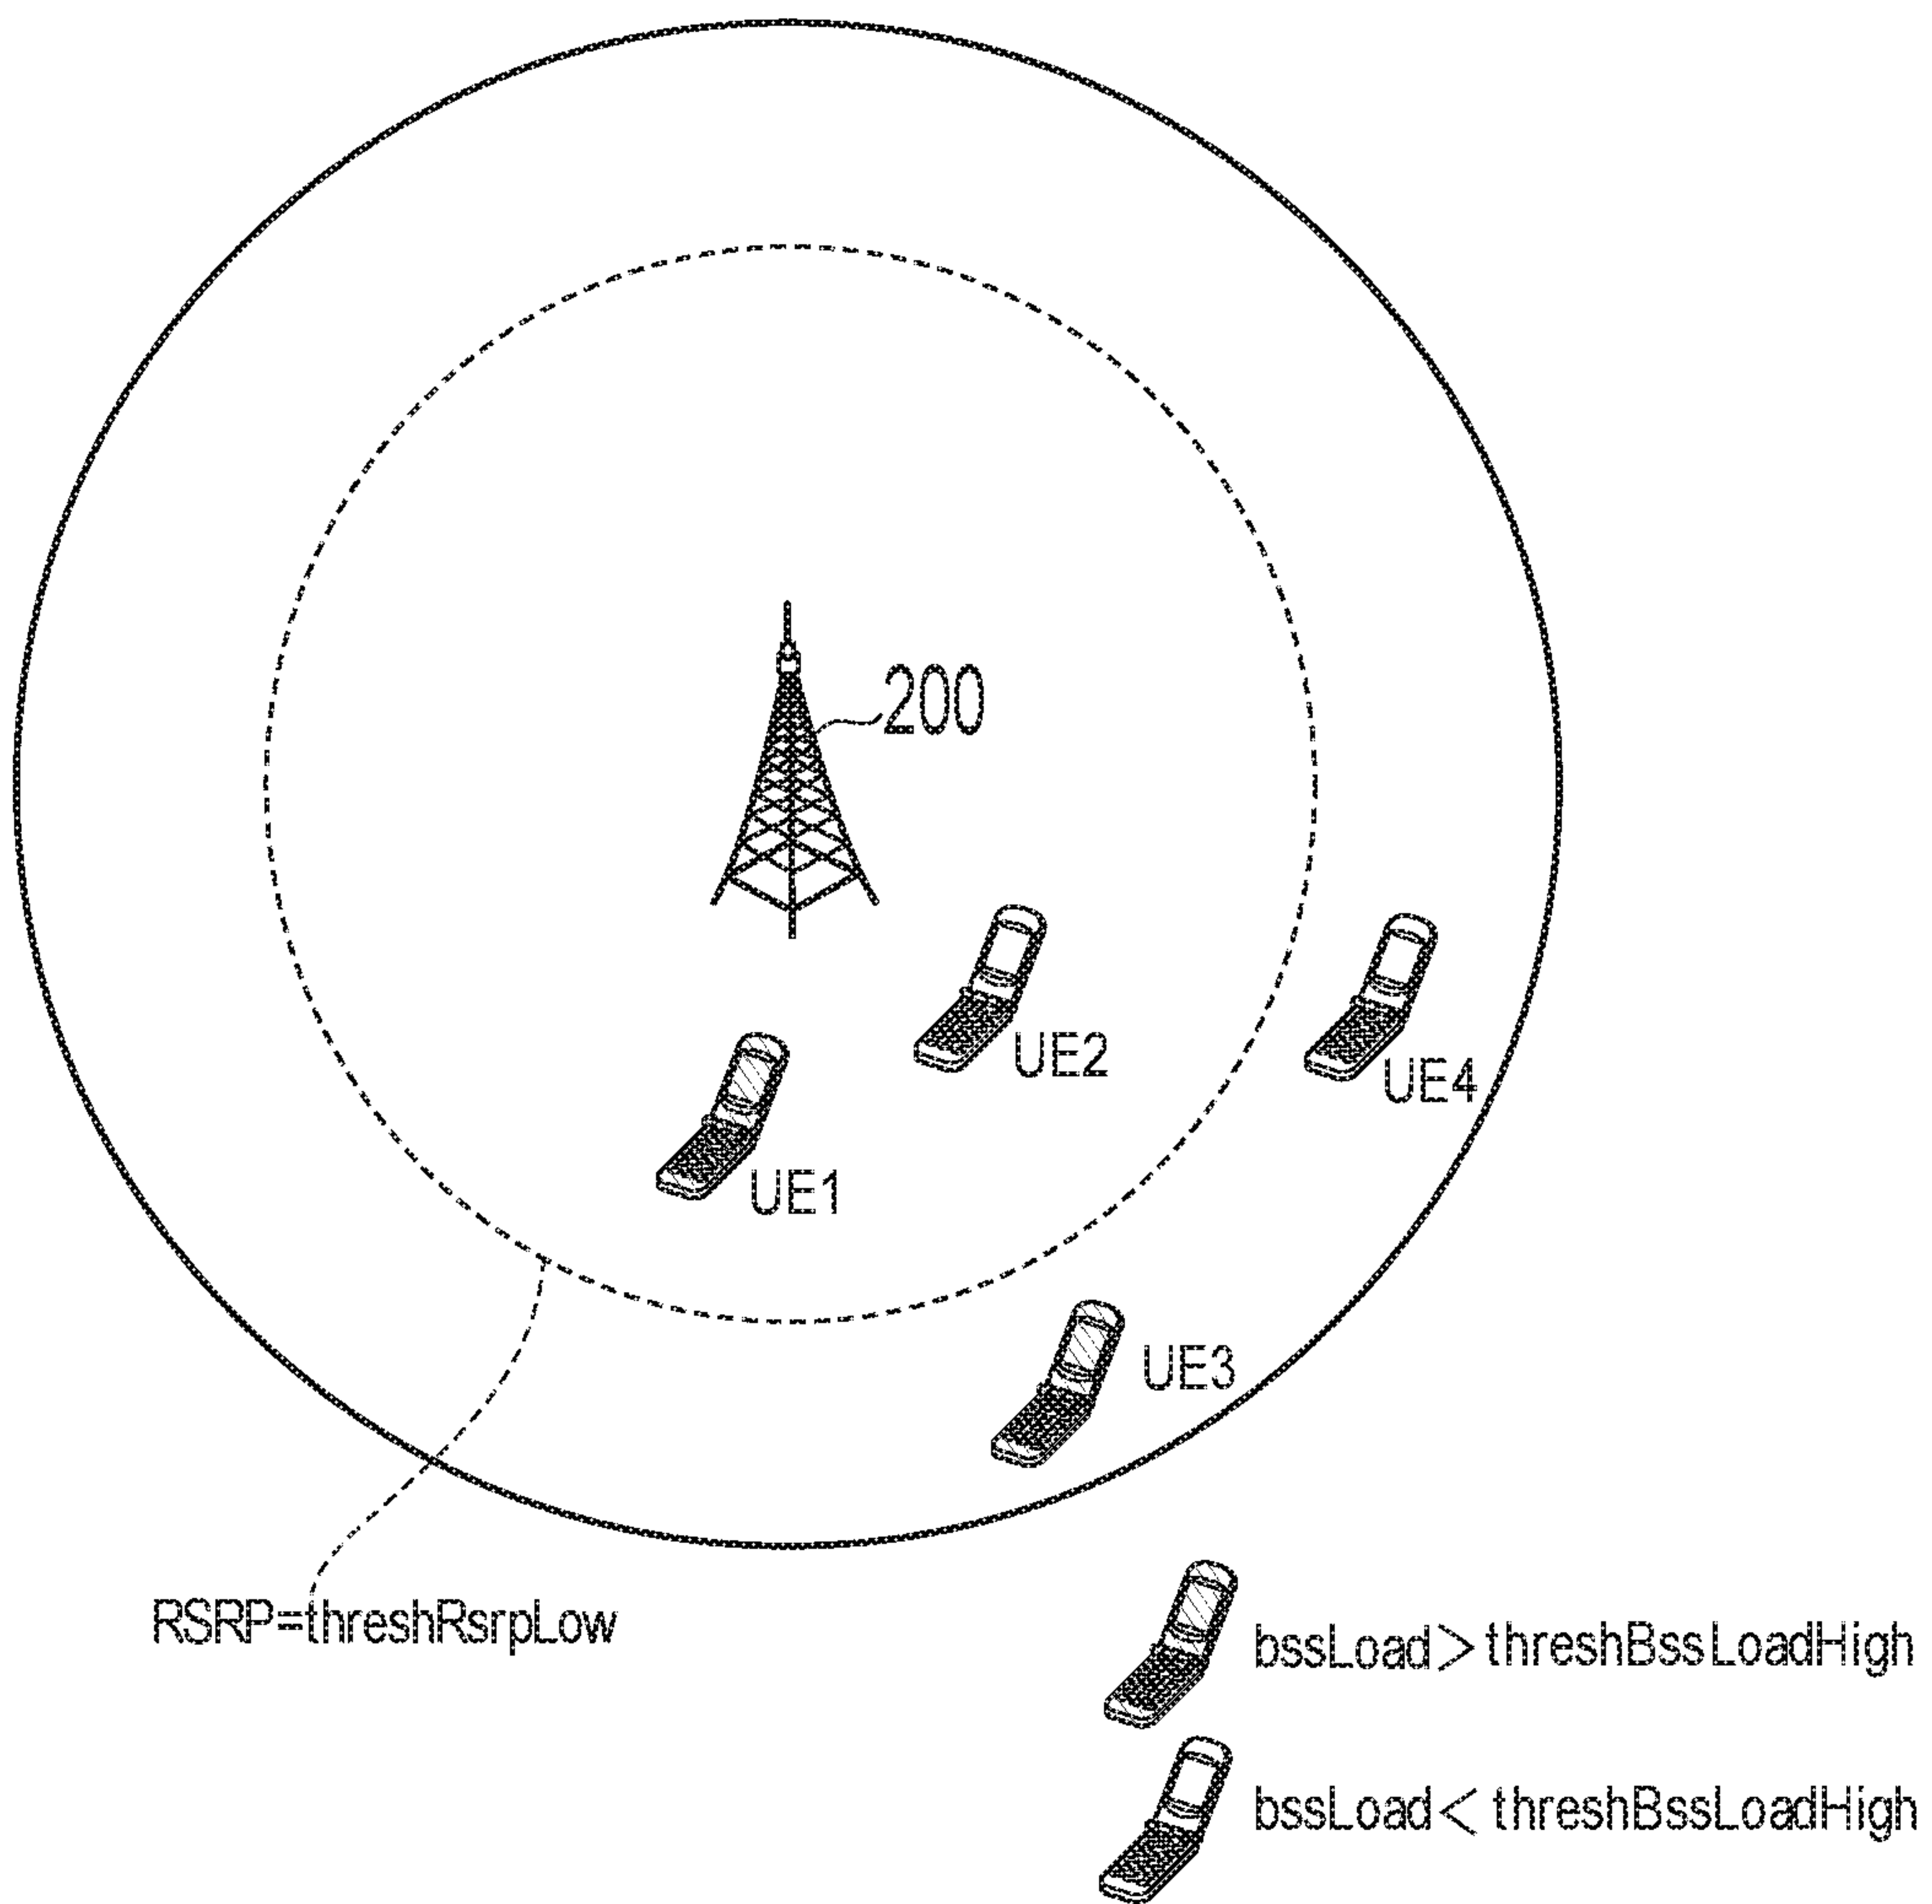 200
UE2
UE4
UE1
UE3
RSRP=threshRsrpLow
bssLoad>threshBssLoadHigh
bssLoad<threshBssLoadHigh